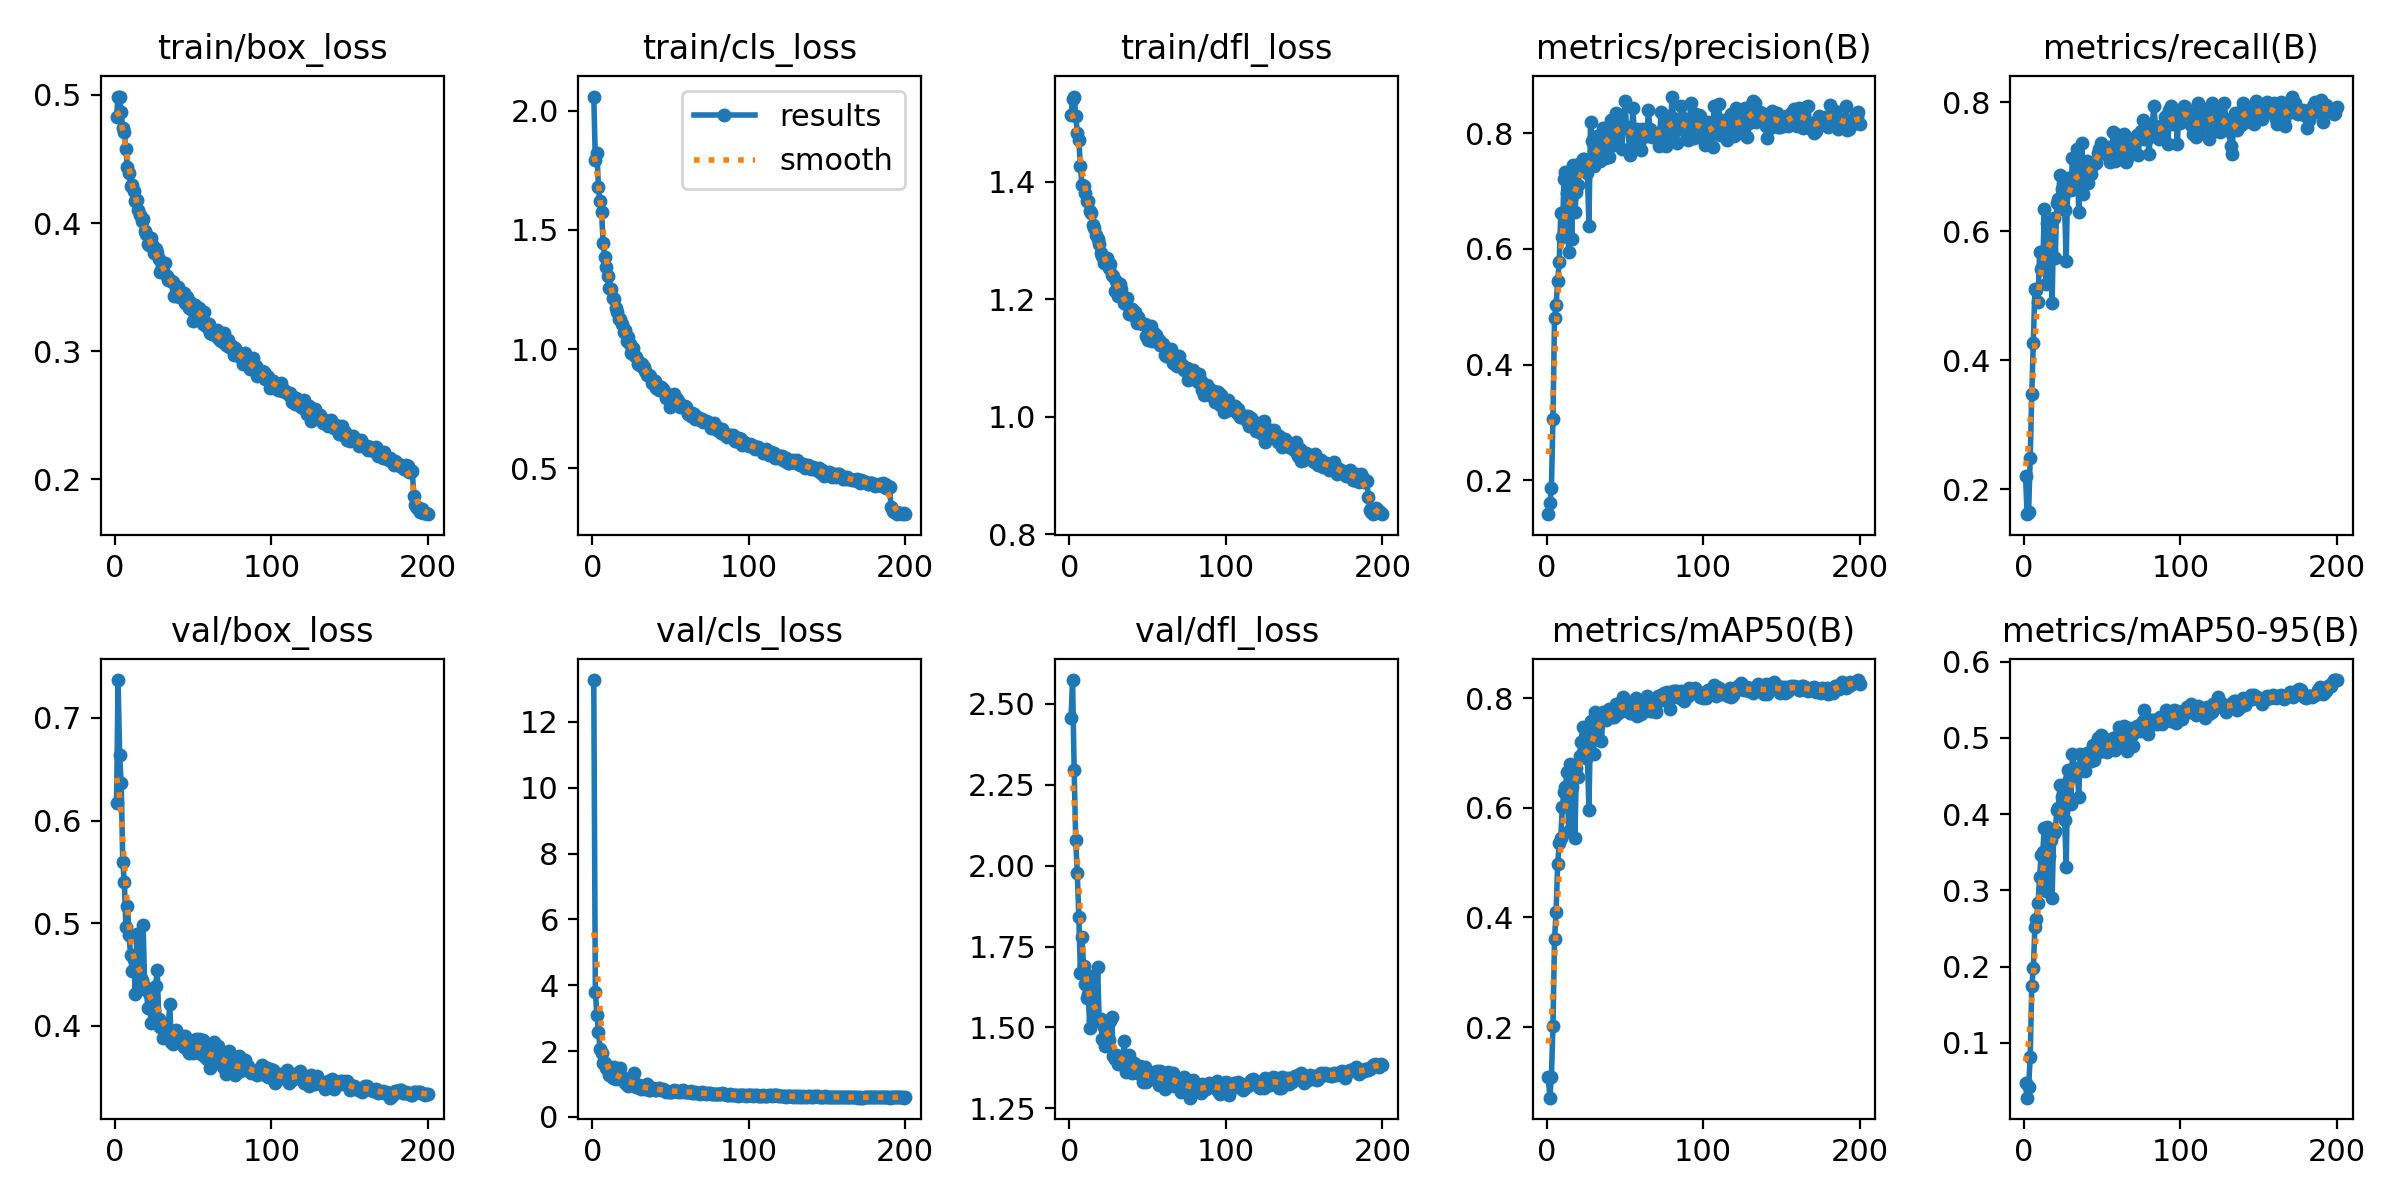 train/box_loss
train/cls_loss
train/dfl_loss
metrics/precision(B)
metrics/recall(B)
0.5
0.4
0.3
0.2
0 100 200
2.0
1.5
1.0
0.5
results
smooth
0 100 200
1.4
1.2
1.0
0.8
0 100 200
0.8
0.6
0.4
0.2
0 100 200
0.8
0.6
0.4
0.2
0 100 200
val/box_loss
val/cls_loss
val/dfl_loss
metrics/mAP50(B)
metrics/mAP50-95(B)
0.7
0.6
0.5
0.4
0 100 200
12
10
8
6
4
2
0
0 100 200
2.50
2.25
2.00
1.75
1.50
1.25
0 100 200
0.8
0.6
0.4
0.2
0 100 200
0.6
0.5
0.4
0.3
0.2
0.1
0 100 200